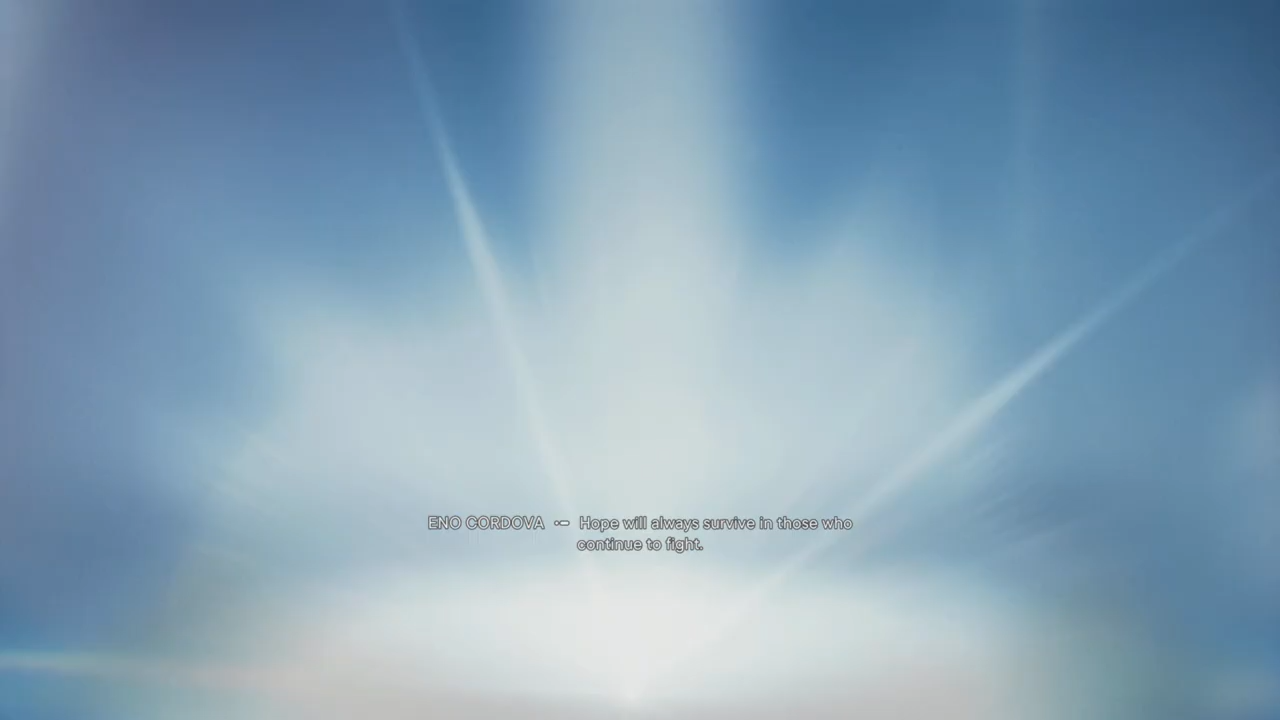 ENO CORDOVA •━ Hope will always survive in those who
continue to fight.